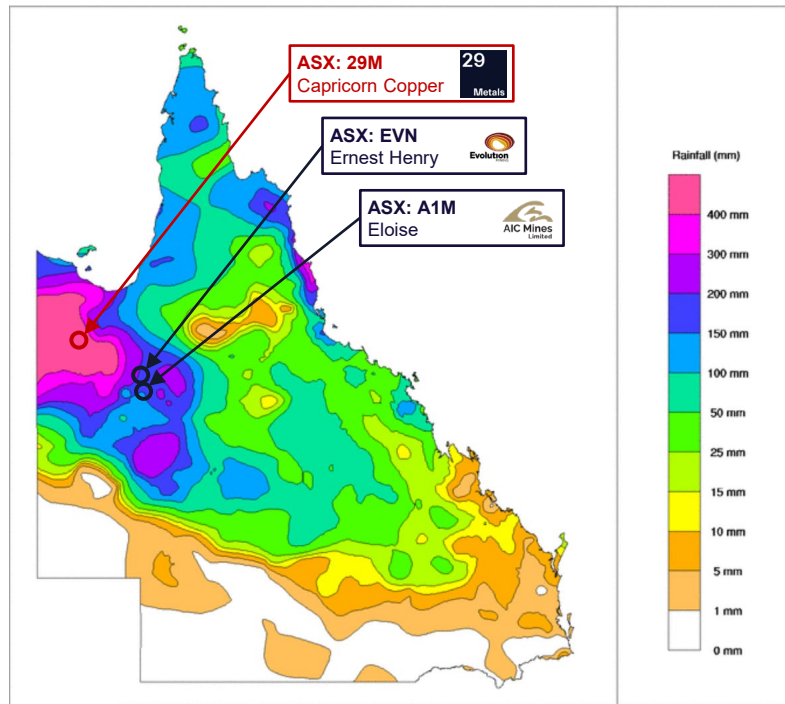 ASX: 29M
Capricorn Copper
29
Metals
ASX: EVN
Ernest Henry
Evolution
ASX: A1M
Eloise
AIC Mines
Limited
Rainfall (mm)
400 mm
300 mm
200 mm
150 mm
100 mm
50 mm
25 mm
15 mm
10 mm
5 mm
1 mm
0 mm